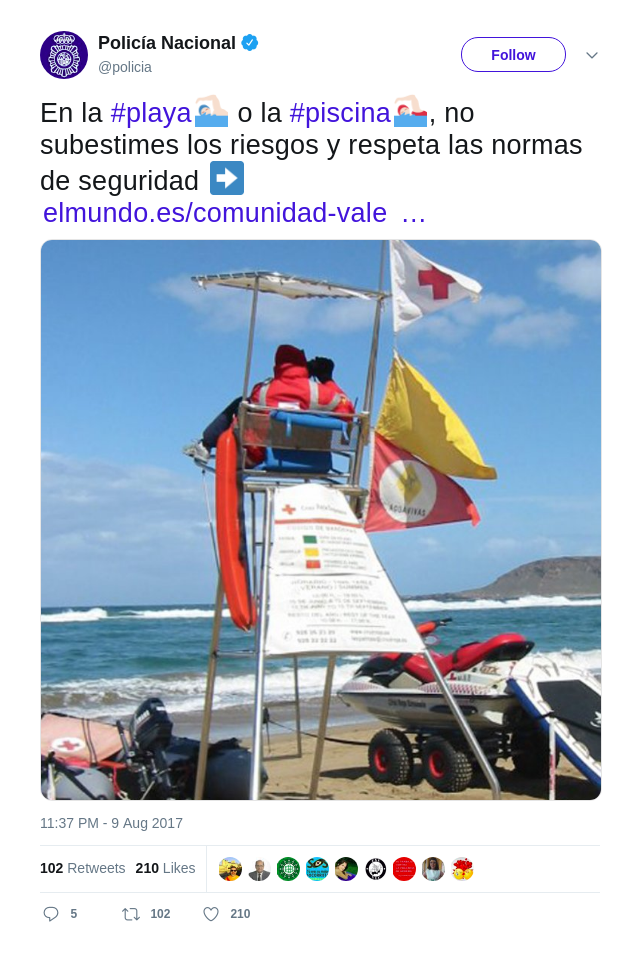 Policía Nacional
@policia
Follow
En la #playa o la #piscina, no
subestimes los riesgos y respeta las normas
de seguridad
elmundo.es/comunidad-vale …
11:37 PM - 9 Aug 2017
102 Retweets 210 Likes
5 102 210